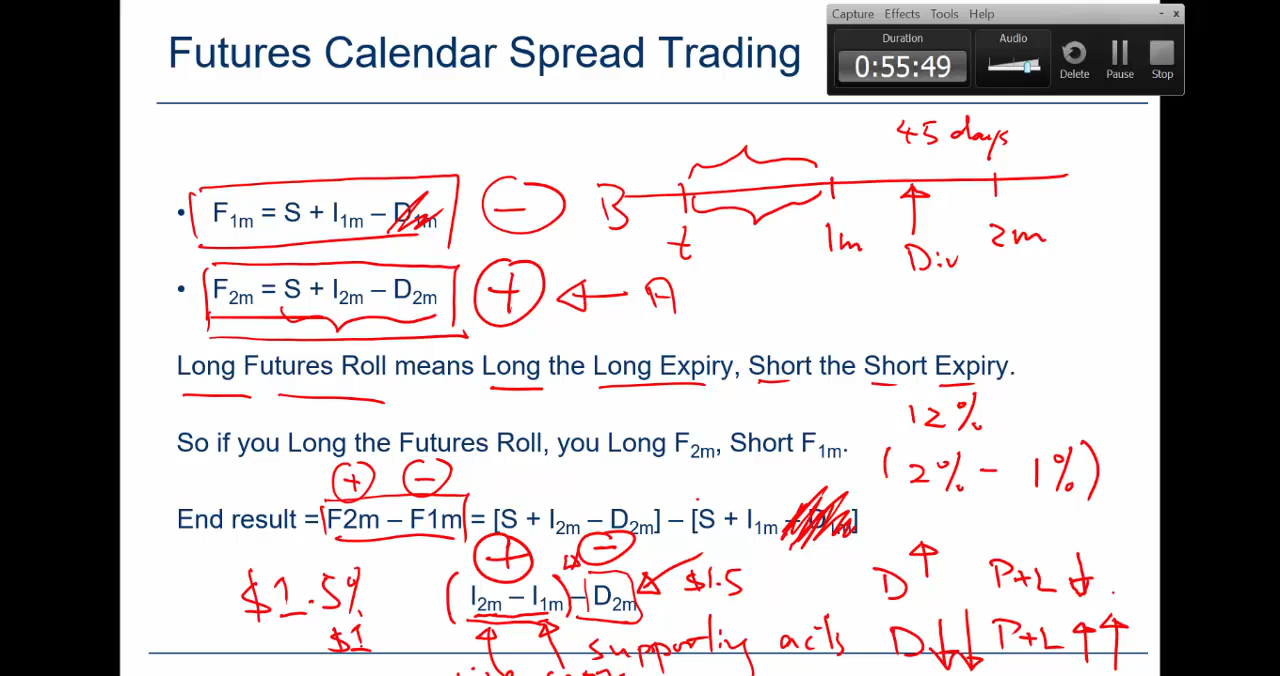 Capture Effects Tools Help
Futures Calendar Spread Trading
Duration
Audio
0:55:49
Delete Pause Stop
45 days
• F1m = S + I1m – D1m
− B
t 1m Div 2m
• F2m = S + I2m – D2m
+ A
Long Futures Roll means Long the Long Expiry, Short the Short Expiry.
12%
So if you Long the Futures Roll, you Long F2m, Short F1m.
(2% - 1%)
+ −
End result = F2m – F1m = [S + I2m – D2m] – [S + I1m – D1m]
+ −
$1.5
D P+L
$1.5%
(I2m – I1m) – D2m
$1
supporting acts
D P+L